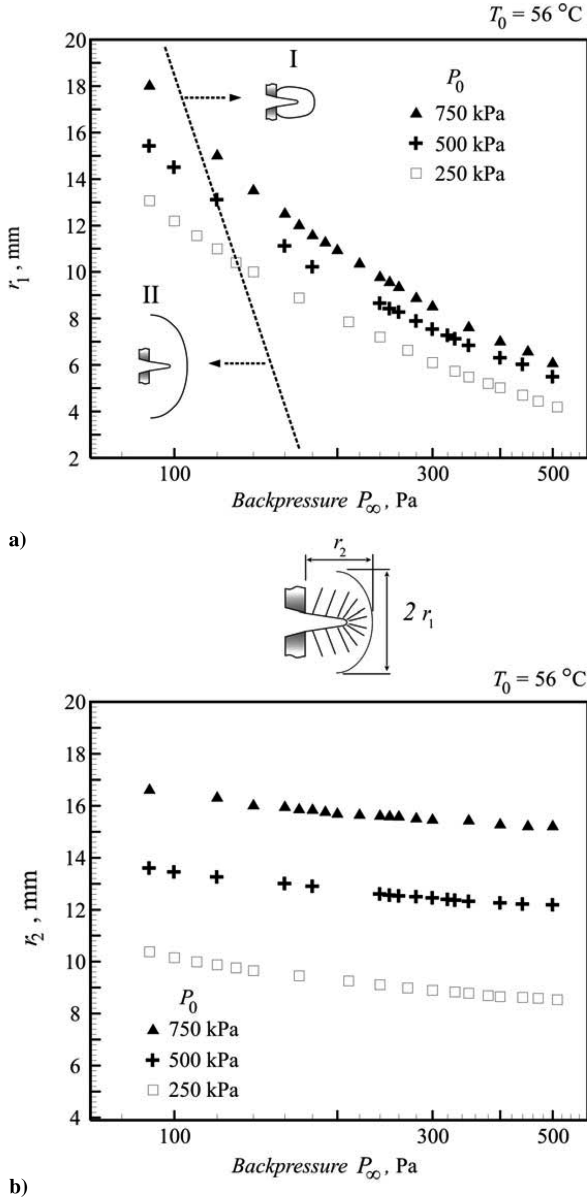 T₀ = 56 °C
20
18
16
14
12
10
8
6
4
2
r₁ , mm
I
II
P₀
750 kPa
500 kPa
250 kPa
100
300
500
Backpressure P∞ , Pa
a)
r₂
2 r₁
T₀ = 56 °C
20
18
16
14
12
10
8
6
4
r₂ , mm
P₀
750 kPa
500 kPa
250 kPa
100
300
500
Backpressure P∞ , Pa
b)